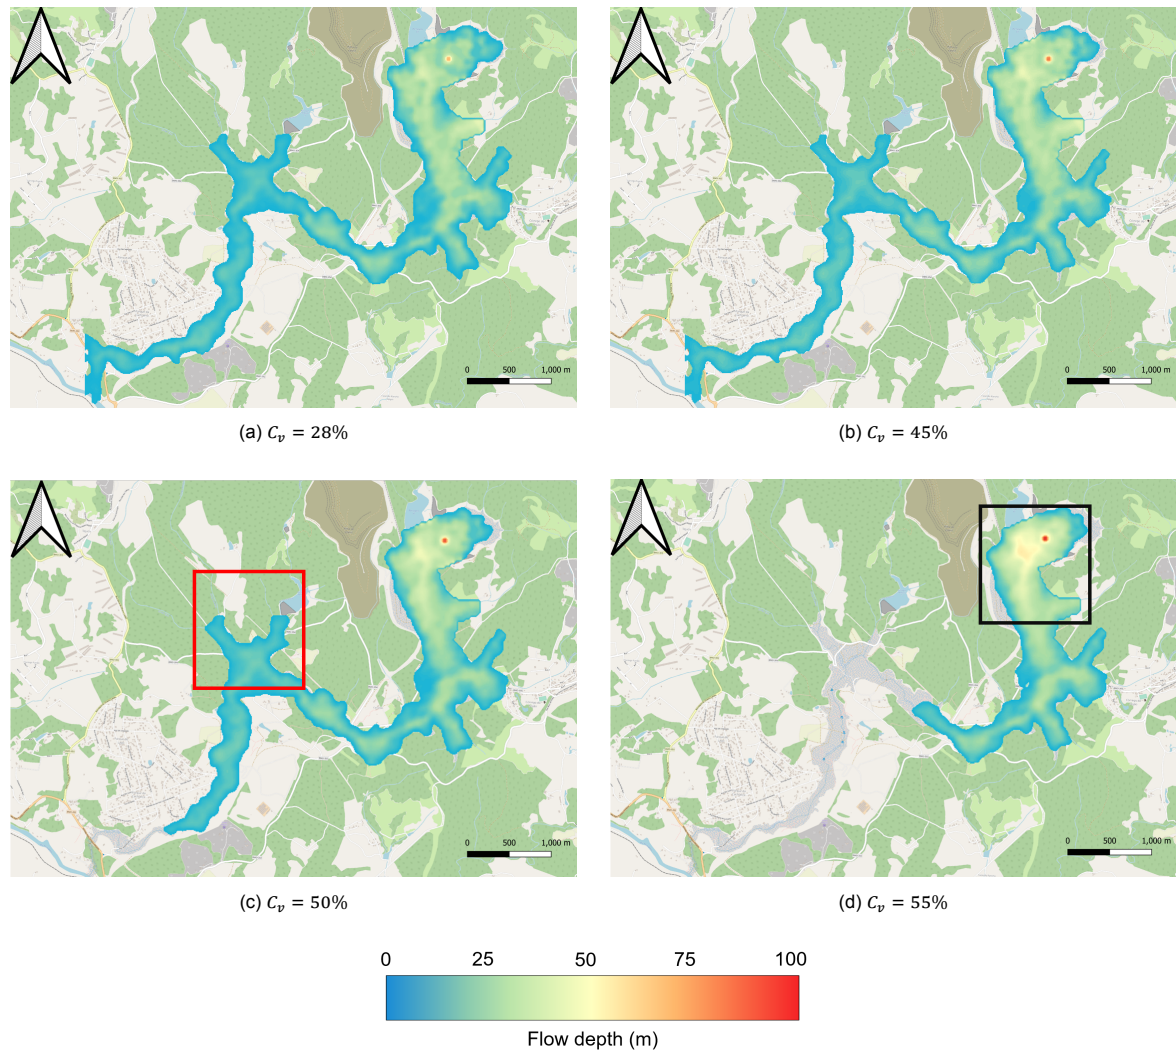 0 500 1,000 m
0 500 1,000 m
(a) C_v = 28%
(b) C_v = 45%
0 500 1,000 m
0 500 1,000 m
(c) C_v = 50%
(d) C_v = 55%
0 25 50 75 100
Flow depth (m)